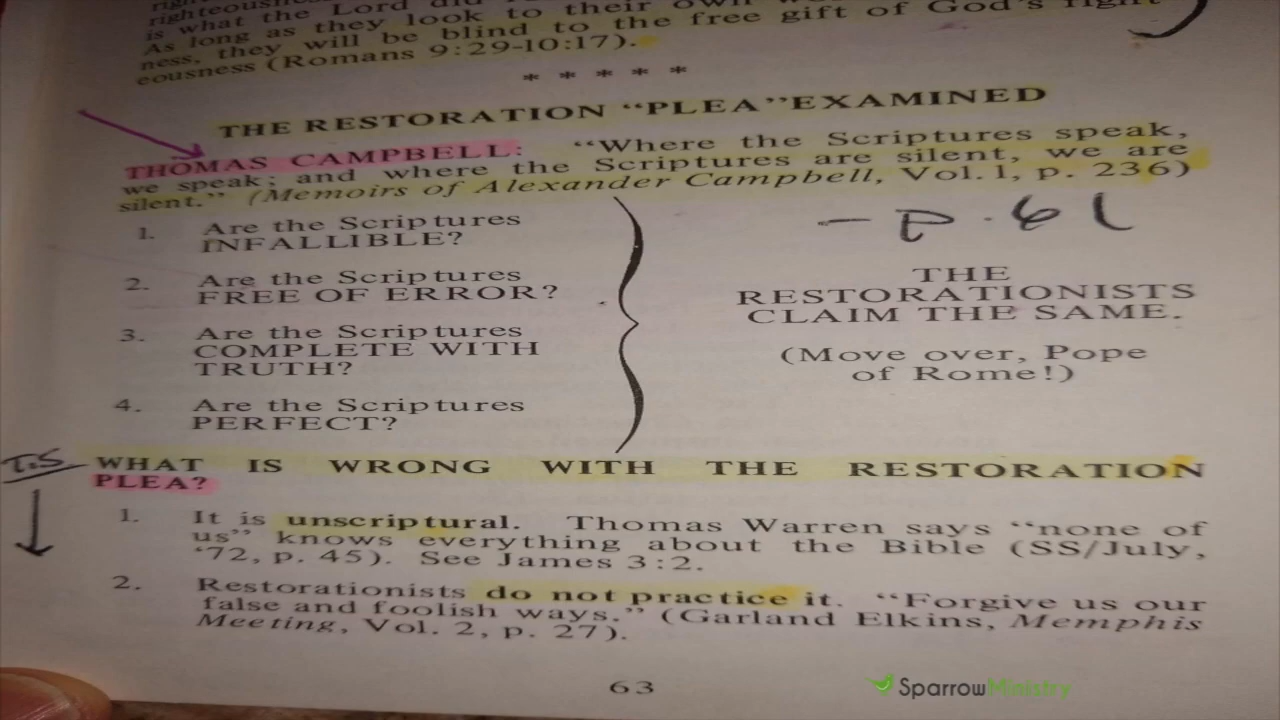 righteousness
is what the Lord did
As long as they look to their own
ness, they will be blind to the free gift of God's right
eousness (Romans 9:29-10:17).
* * * * *
THE RESTORATION "PLEA"EXAMINED
THOMAS CAMPBELL: "Where the Scriptures speak,
we speak; and where the Scriptures are silent, we are
silent." (Memoirs of Alexander Campbell, Vol. 1, p. 236)
- P. 61
1. Are the Scriptures
INFALLIBLE?
2. Are the Scriptures
FREE OF ERROR?
3. Are the Scriptures
COMPLETE WITH
TRUTH?
4. Are the Scriptures
PERFECT?
THE
RESTORATIONISTS
CLAIM THE SAME.
(Move over, Pope
of Rome!)
T.S
WHAT IS WRONG WITH THE RESTORATION
PLEA?
1. It is unscriptural. Thomas Warren says "none of
us" knows everything about the Bible (SS/July,
'72, p. 45). See James 3:2.
2. Restorationists do not practice it. "Forgive us our
false and foolish ways." (Garland Elkins, Memphis
Meeting, Vol. 2, p. 27).
63
SparrowMinistry